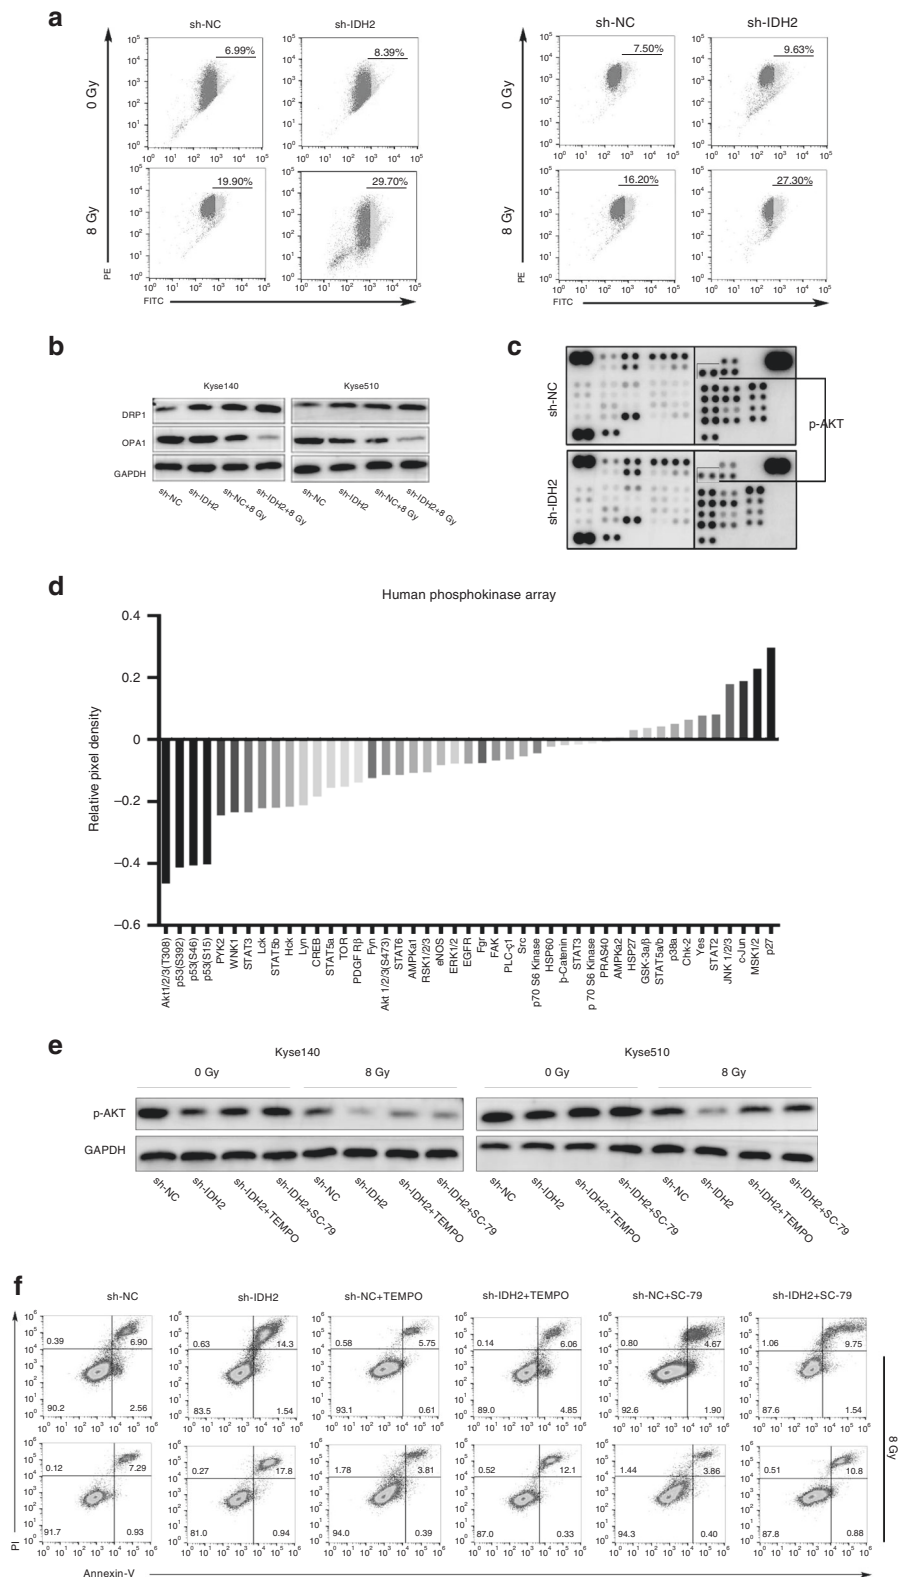 a
sh-NC sh-IDH2 sh-NC sh-IDH2
0 Gy 6.99% 8.39% 0 Gy 7.50% 9.63%
8 Gy 19.90% 29.70% 8 Gy 16.20% 27.30%
PE PE
FITC FITC
b
Kyse140 Kyse510
DRP1
OPA1
GAPDH
sh-NC sh-IDH2 sh-NC+8 Gy sh-IDH2+8 Gy sh-NC sh-IDH2 sh-NC+8 Gy sh-IDH2+8 Gy
c
sh-NC
p-AKT
sh-IDH2
d
Human phosphokinase array
Relative pixel density
0.4
0.2
0
–0.2
–0.4
–0.6
Akt1/2/3(T308)
p53(S392)
p53(S46)
p53(S15)
PYK2
WNK1
STAT3
Lck
STAT5b
Hck
Lyn
CREB
STAT5a
TOR
PDGF Rβ
Fyn
Akt 1/2/3(S473)
STAT6
AMPKa1
RSK1/2/3
eNOS
ERK1/2
EGFR
Fgr
FAK
PLC-ς1
Src
p70 S6 Kinase
HSP60
þ-Catenin
STAT3
p 70 S6 Kinase
PRAS40
AMPKa2
HSP27
GSK-3a/β
STAT5a/b
p38a
Chk-2
Yes
STAT2
JNK 1/2/3
c-Jun
MSK1/2
p27
e
Kyse140 Kyse510
0 Gy 8 Gy 0 Gy 8 Gy
p-AKT
GAPDH
sh-NC sh-IDH2 sh-IDH2+TEMPO sh-IDH2+SC-79 sh-NC sh-IDH2 sh-IDH2+TEMPO sh-IDH2+SC-79 sh-NC sh-IDH2 sh-IDH2+TEMPO sh-IDH2+SC-79 sh-NC sh-IDH2 sh-IDH2+TEMPO sh-IDH2+SC-79
f
sh-NC sh-IDH2 sh-NC+TEMPO sh-IDH2+TEMPO sh-NC+SC-79 sh-IDH2+SC-79
0.39 6.90 0.63 14.3 0.58 5.75 0.14 6.06 0.80 4.67 1.06 9.75
90.2 2.56 83.5 1.54 93.1 0.61 89.0 4.85 92.6 1.90 87.6 1.54
8 Gy
0.12 7.29 0.27 17.8 1.78 3.81 0.52 12.1 1.44 3.86 0.51 10.8
91.7 0.93 81.0 0.94 94.0 0.39 87.0 0.33 94.3 0.40 87.8 0.88
PI
Annexin-V